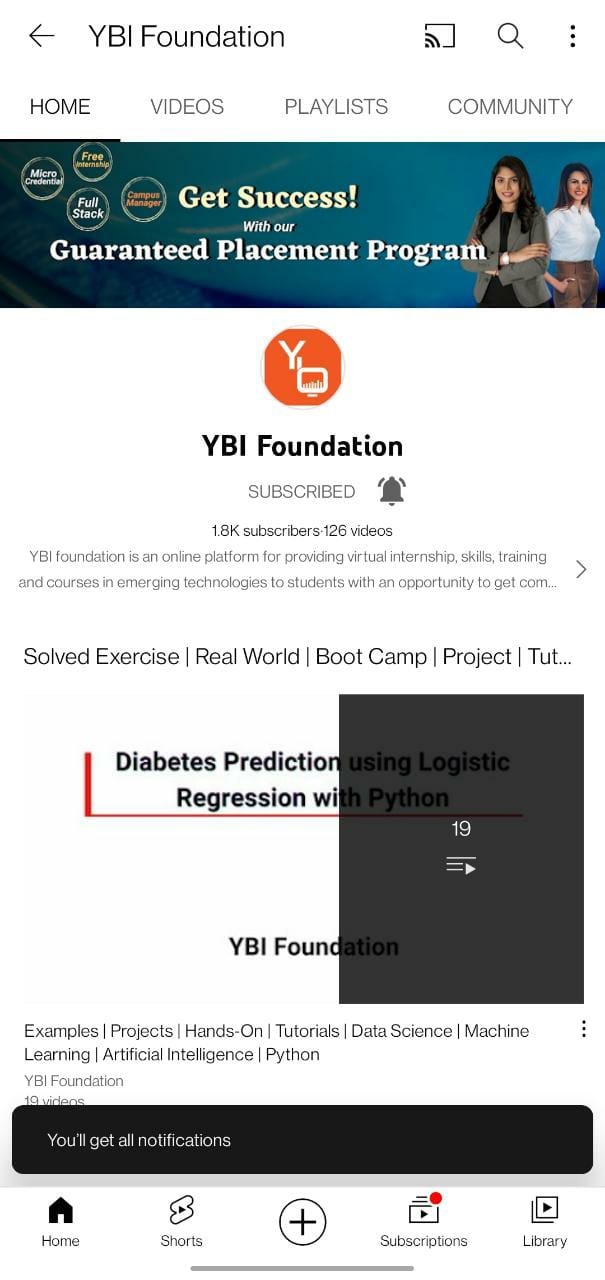 YBI Foundation
HOME
VIDEOS
PLAYLISTS
COMMUNITY
Micro
Credential
Free
Internship
Full
Stack
Campus
Manager
Get Success!
With our
Guaranteed Placement Program
YBI Foundation
SUBSCRIBED
1.8K subscribers·126 videos
YBI foundation is an online platform for providing virtual internship, skills, training
and courses in emerging technologies to students with an opportunity to get com...
Solved Exercise | Real World | Boot Camp | Project | Tut...
Diabetes Prediction using Logistic
Regression with Python
19
YBI Foundation
Examples | Projects | Hands-On | Tutorials | Data Science | Machine
Learning | Artificial Intelligence | Python
YBI Foundation
19 videos
You'll get all notifications
Home
Shorts
Subscriptions
Library